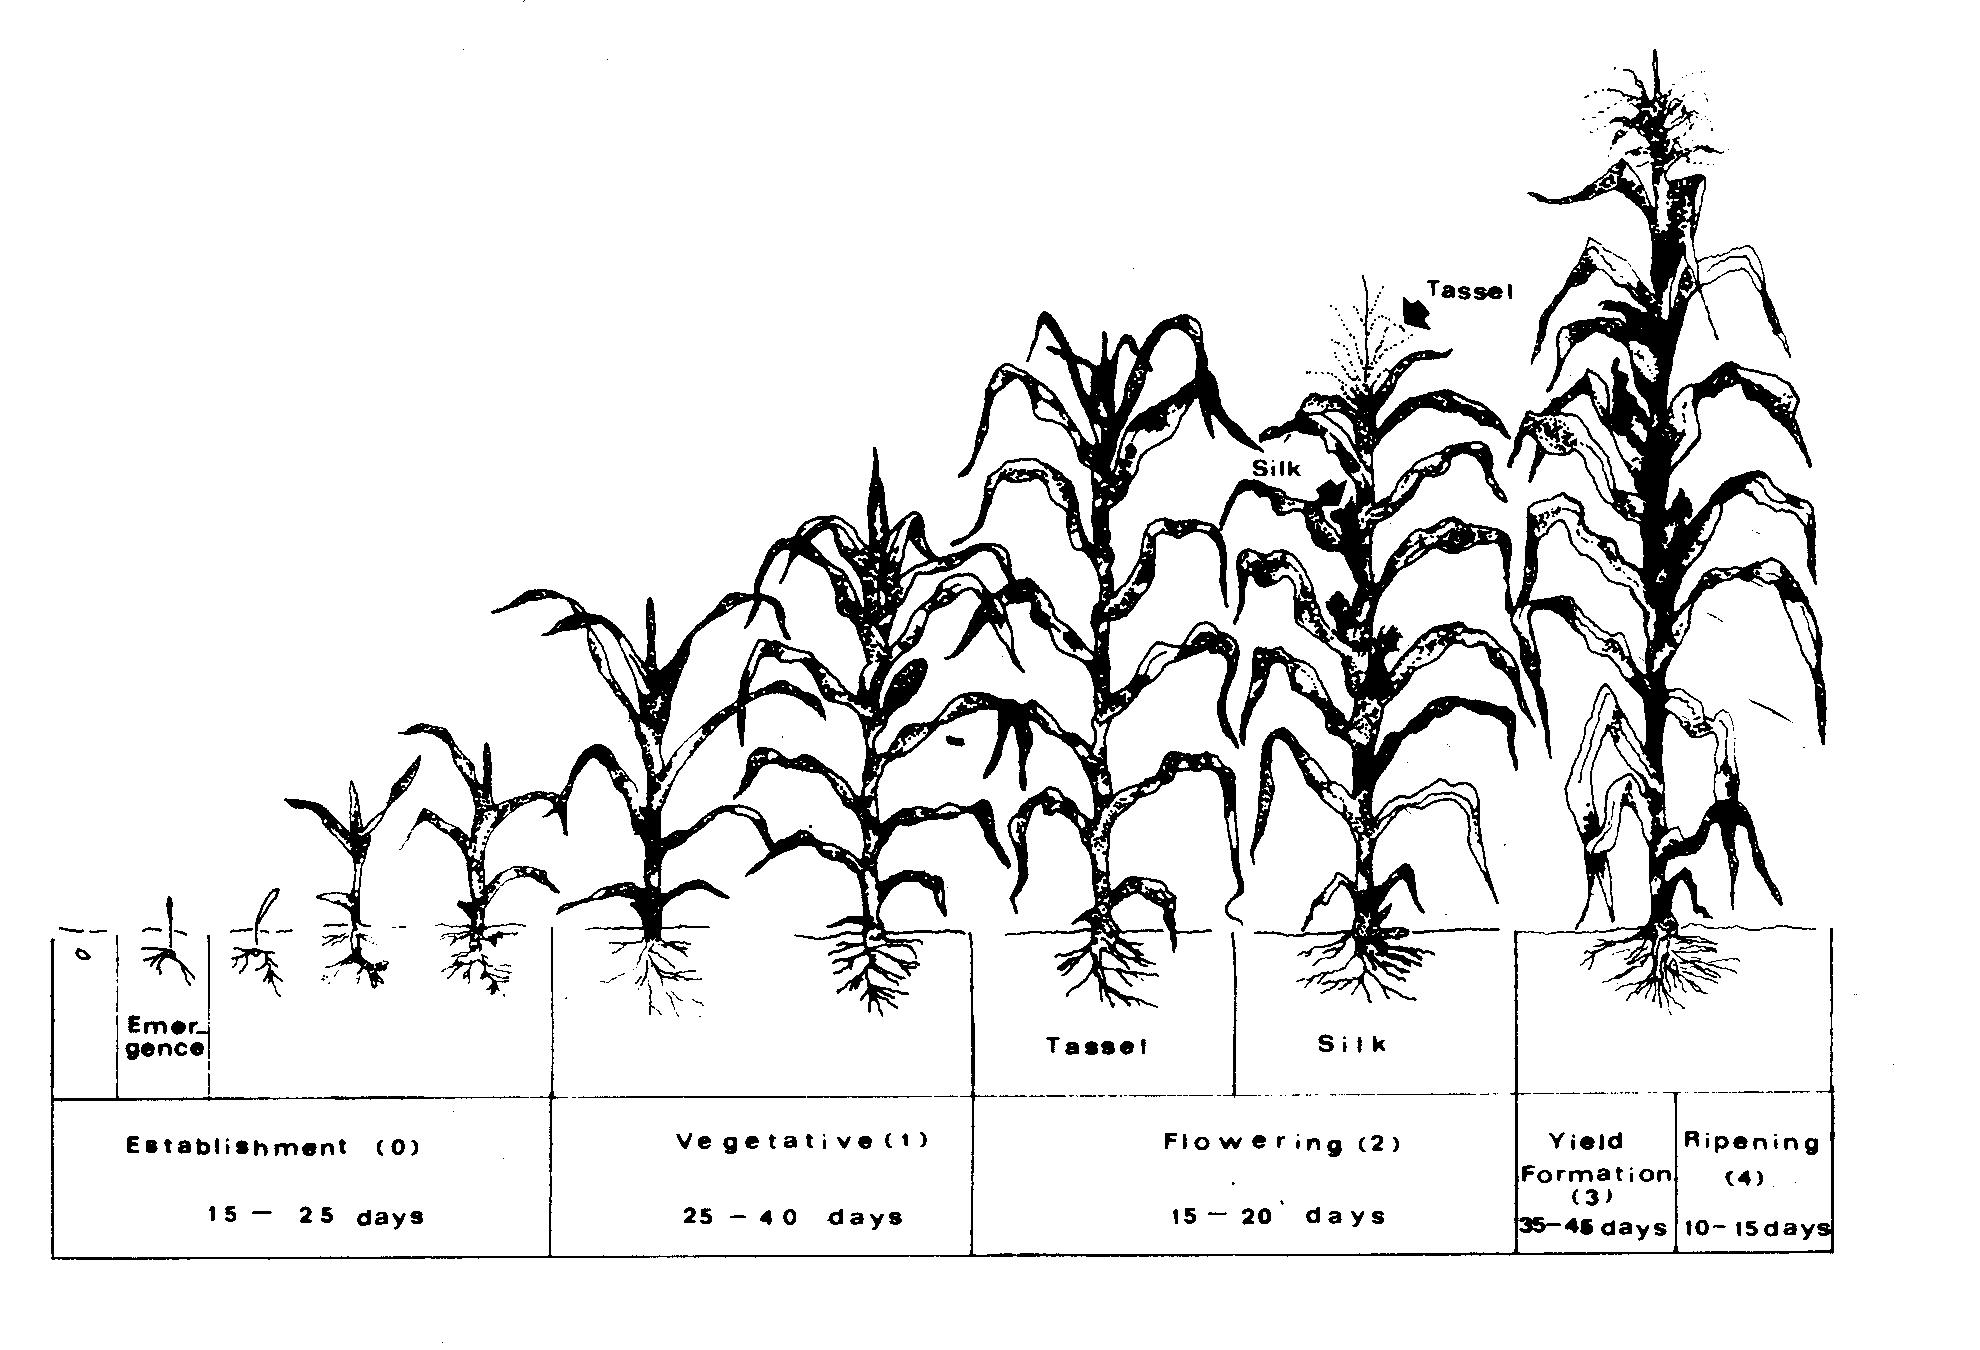 Tassel
Silk
Emer-
gence
Tassel
Silk
Establishment (0)
15 - 25 days
Vegetative (1)
25 - 40 days
Flowering (2)
15 - 20 days
Yield
Formation
(3)
35-45 days
Ripening
(4)
10-15 days